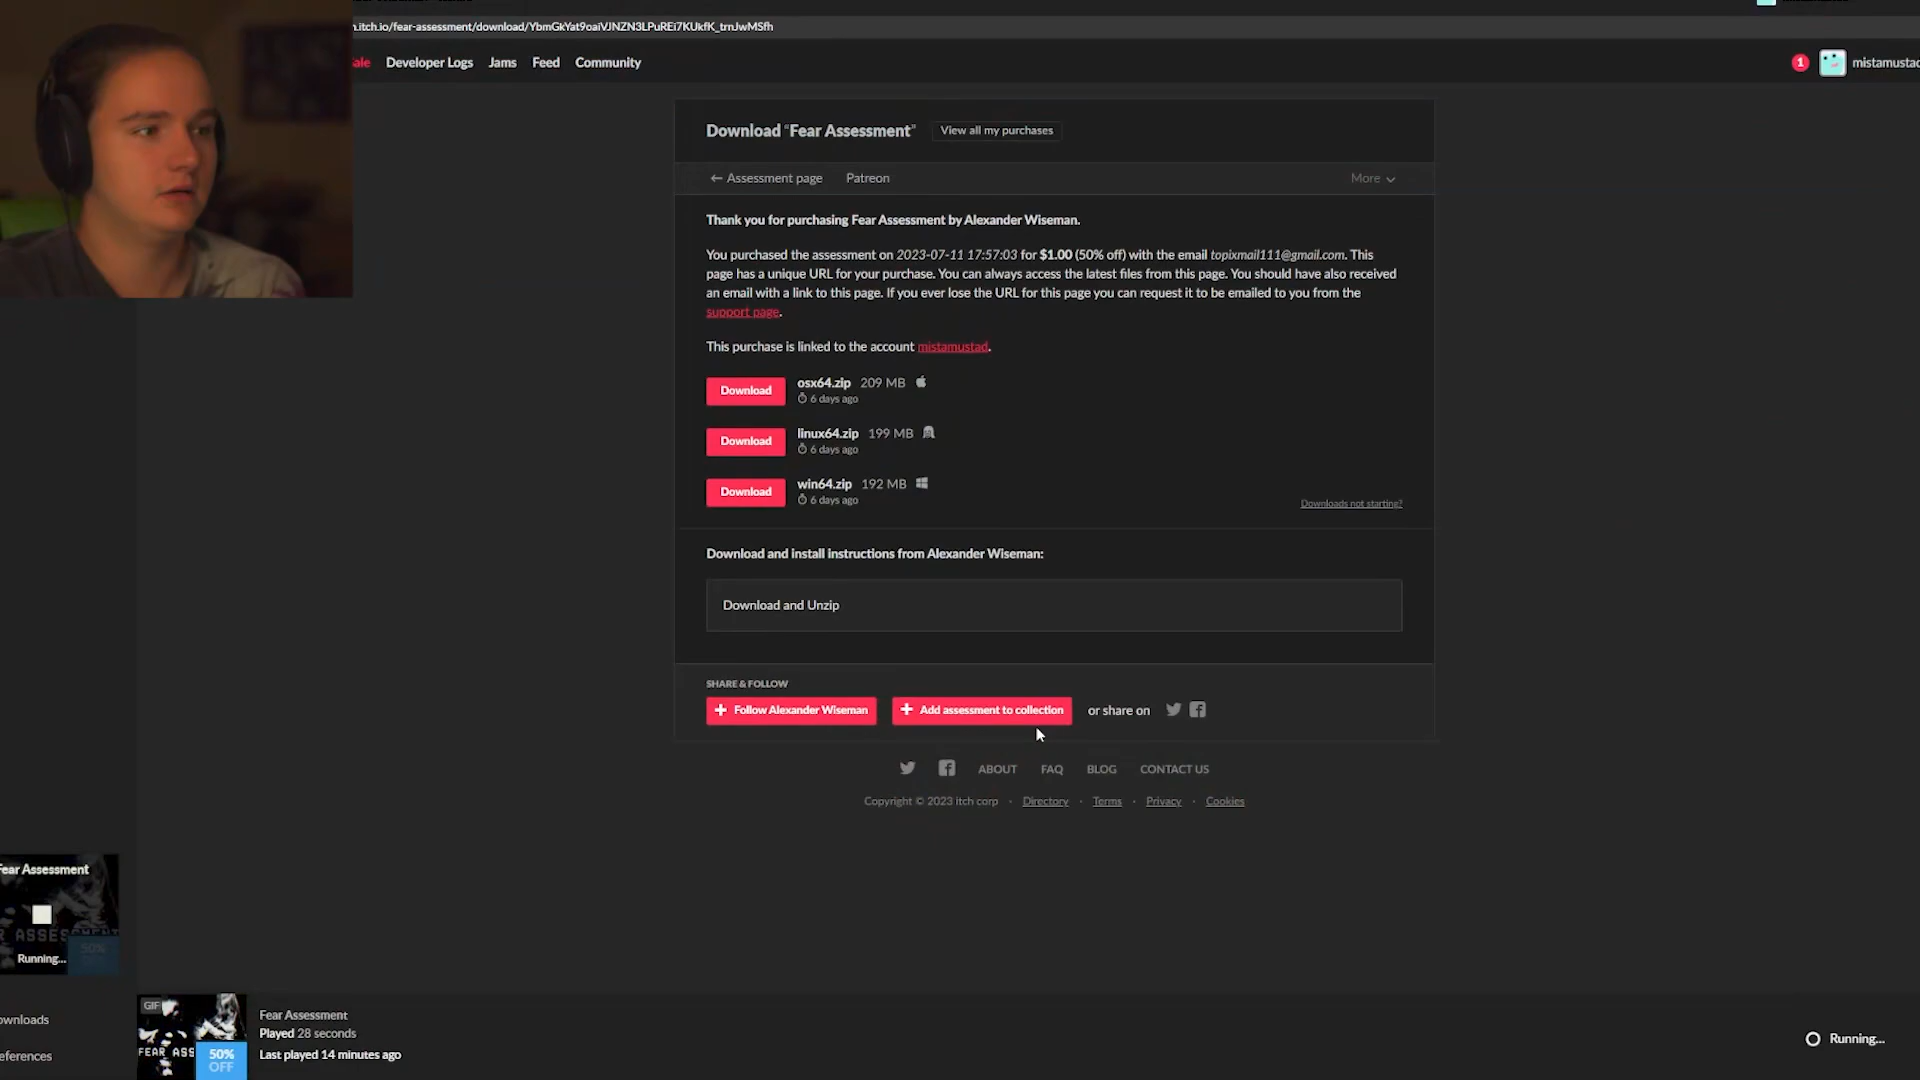 .itch.io/fear-assessment/download/YbmGkYat9oaiVJNZN3LPuREi7KUkfK_trnJwMSfh
ale Developer Logs Jams Feed Community
1 mistamustad
Download “Fear Assessment” View all my purchases
← Assessment page Patreon More
Thank you for purchasing Fear Assessment by Alexander Wiseman.
You purchased the assessment on 2023-07-11 17:57:03 for $1.00 (50% off) with the email topixmail111@gmail.com. This
page has a unique URL for your purchase. You can always access the latest files from this page. You should have also received
an email with a link to this page. If you ever lose the URL for this page you can request it to be emailed to you from the
support page.
This purchase is linked to the account mistamustad.
Download osx64.zip 209 MB
6 days ago
Download linux64.zip 199 MB
6 days ago
Download win64.zip 192 MB
6 days ago
Downloads not starting?
Download and install instructions from Alexander Wiseman:
Download and Unzip
SHARE & FOLLOW
+ Follow Alexander Wiseman + Add assessment to collection or share on
ABOUT FAQ BLOG CONTACT US
Copyright © 2023 itch corp · Directory · Terms · Privacy · Cookies
Fear Assessment
R ASSESSMENT
50%
OFF
Running...
ownloads
eferences
GIF
FEAR ASS
50%
OFF
Fear Assessment
Played 28 seconds
Last played 14 minutes ago
Running...